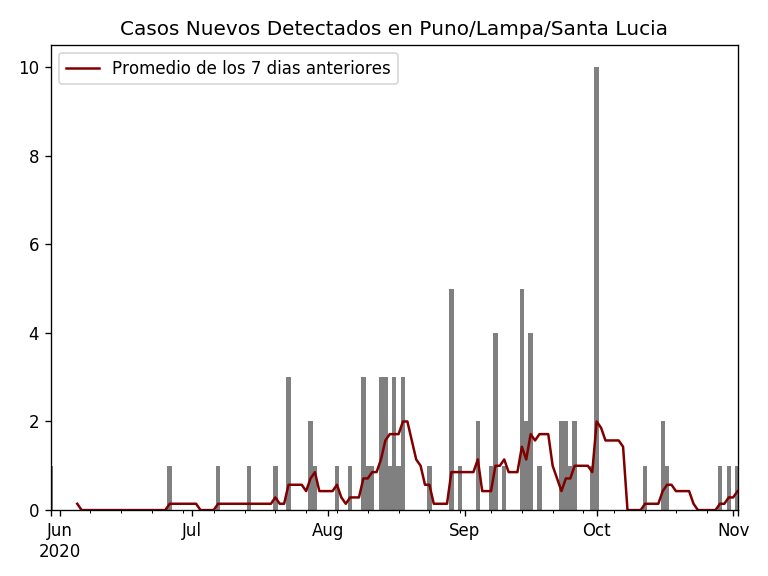 Casos Nuevos Detectados en Puno/Lampa/Santa Lucia
Promedio de los 7 dias anteriores
10
8
6
4
2
0
Jun Jul Aug Sep Oct Nov
2020